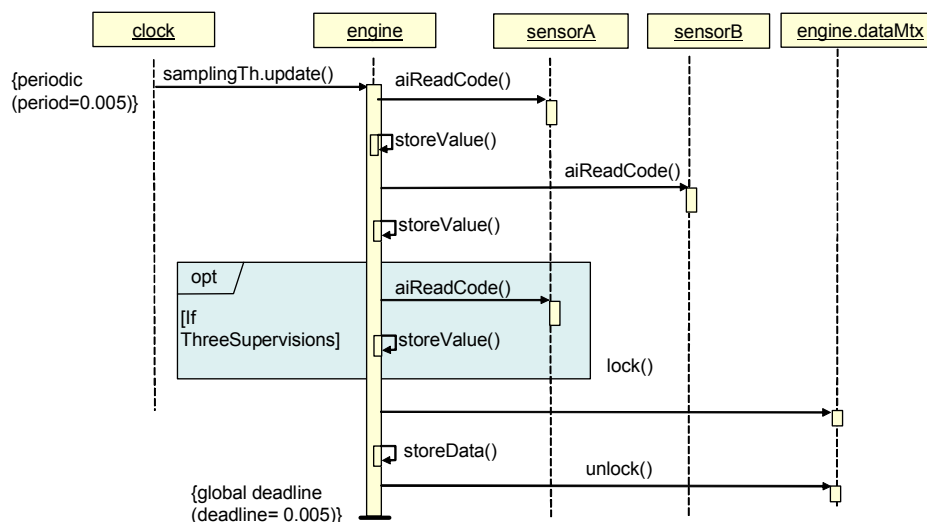 clock
engine
sensorA
sensorB
engine.dataMtx
{periodic
(period=0.005)}
samplingTh.update()
aiReadCode()
storeValue()
aiReadCode()
storeValue()
opt
aiReadCode()
[If
ThreeSupervisions]
storeValue()
lock()
storeData()
unlock()
{global deadline
(deadline= 0.005)}